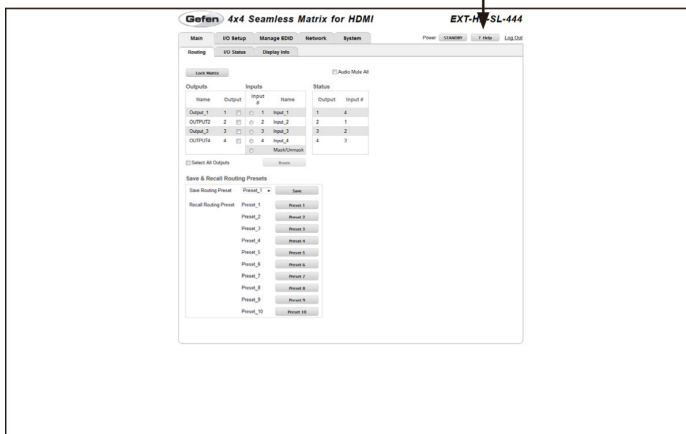 Gefen 4x4 Seamless Matrix for HDMI EXT-HD-SL-444
Main I/O Setup Manage EDID Network System Power STANDBY ? Help Log Out
Routing I/O Status Display Info
Lock Matrix Audio Mute All
Outputs Inputs Status
Name Output Input # Name Output Input #
Output_1 1 1 Input_1 1 4
OUTPUT2 2 2 Input_2 2 1
Output_3 3 3 Input_3 3 2
OUTPUT4 4 4 Input_4 4 3
Mask/Unmask
Select All Outputs Route
Save & Recall Routing Presets
Save Routing Preset Preset_1 Save
Recall Routing Preset Preset_1 Preset 1
Preset_2 Preset 2
Preset_3 Preset 3
Preset_4 Preset 4
Preset_5 Preset 5
Preset_6 Preset 6
Preset_7 Preset 7
Preset_8 Preset 8
Preset_9 Preset 9
Preset_10 Preset 10